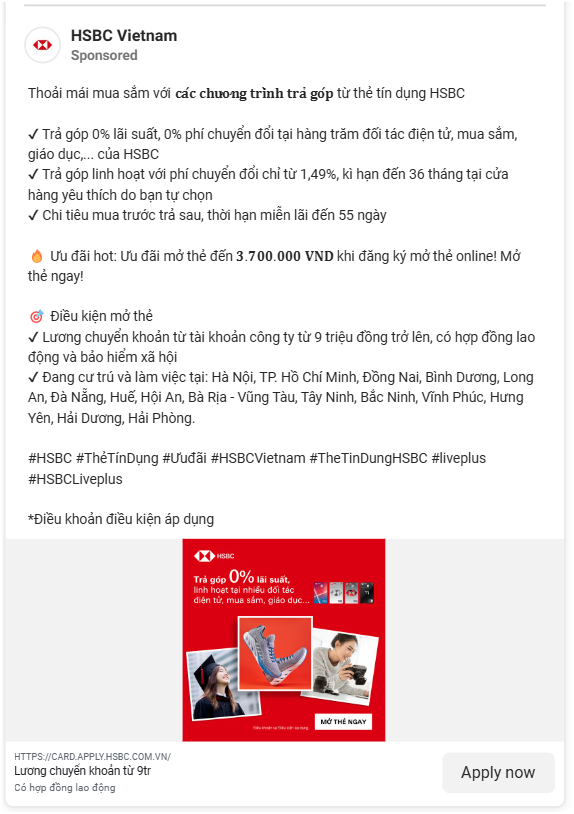 HSBC Vietnam
Sponsored
Thoải mái mua sắm với các chương trình trả góp từ thẻ tín dụng HSBC
✓ Trả góp 0% lãi suất, 0% phí chuyển đổi tại hàng trăm đối tác điện tử, mua sắm,
giáo dục,... của HSBC
✓ Trả góp linh hoạt với phí chuyển đổi chỉ từ 1,49%, kì hạn đến 36 tháng tại cửa
hàng yêu thích do bạn tự chọn
✓ Chi tiêu mua trước trả sau, thời hạn miễn lãi đến 55 ngày
🔥 Ưu đãi hot: Ưu đãi mở thẻ đến 3.700.000 VND khi đăng ký mở thẻ online! Mở
thẻ ngay!
🎯 Điều kiện mở thẻ
✓ Lương chuyển khoản từ tài khoản công ty từ 9 triệu đồng trở lên, có hợp đồng lao
động và bảo hiểm xã hội
✓ Đang cư trú và làm việc tại: Hà Nội, TP. Hồ Chí Minh, Đồng Nai, Bình Dương, Long
An, Đà Nẵng, Huế, Hội An, Bà Rịa - Vũng Tàu, Tây Ninh, Bắc Ninh, Vĩnh Phúc, Hưng
Yên, Hải Dương, Hải Phòng.
#HSBC #ThẻTínDụng #Ưuđãi #HSBCVietnam #TheTinDungHSBC #liveplus
#HSBCLiveplus
*Điều khoản điều kiện áp dụng
HSBC
Trả góp 0% lãi suất,
linh hoạt tại nhiều đối tác
điện tử, mua sắm, giáo dục...
MỞ THẺ NGAY
*Điều khoản và Điều kiện áp dụng.
HTTPS://CARD.APPLY.HSBC.COM.VN/
Lương chuyển khoản từ 9tr
Có hợp đồng lao động
Apply now